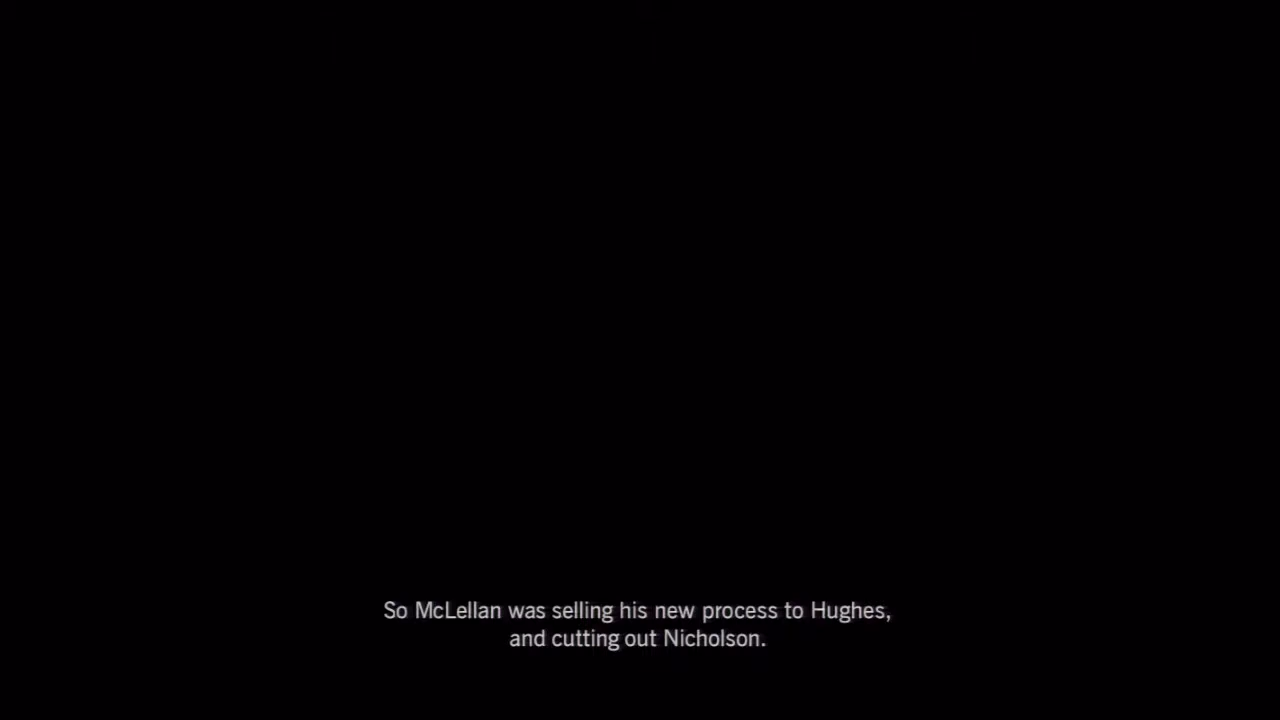 So McLellan was selling his new process to Hughes,
and cutting out Nicholson.